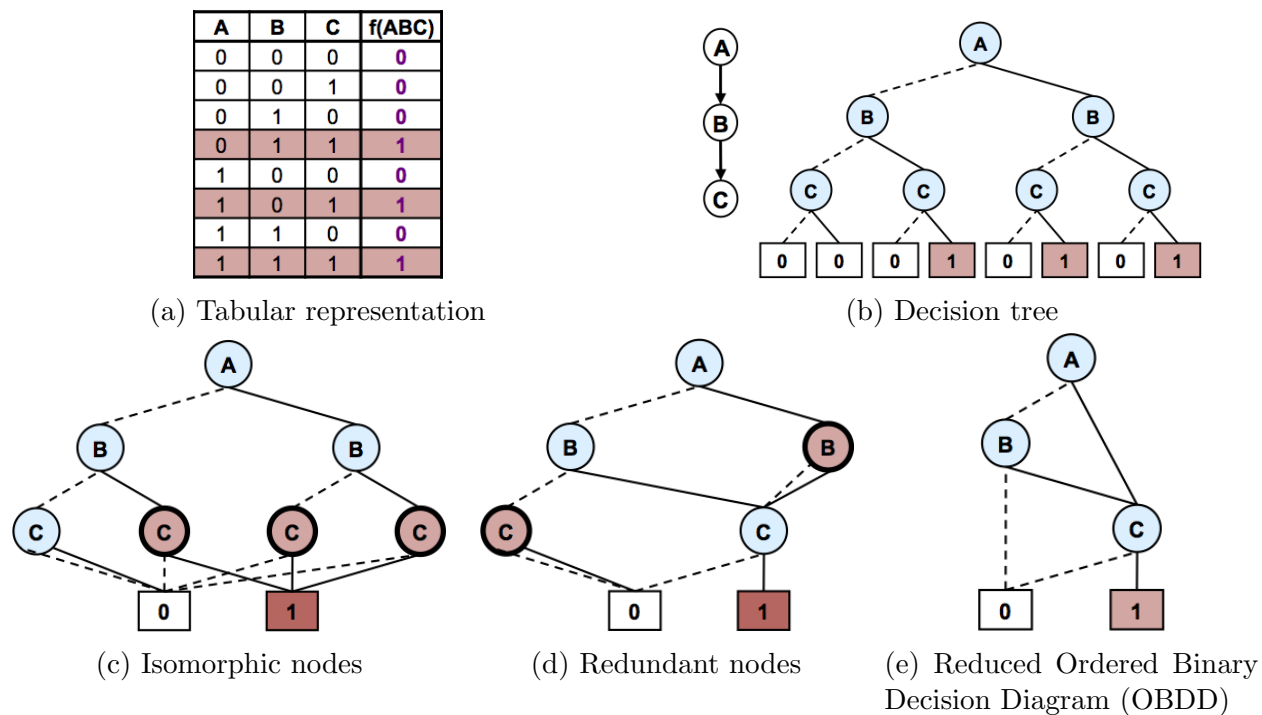 A B C f(ABC)
0 0 0 0
0 0 1 0
0 1 0 0
0 1 1 1
1 0 0 0
1 0 1 1
1 1 0 0
1 1 1 1
(a) Tabular representation
A
B
C
A
B B
C C C C
0 0 0 1 0 1 0 1
(b) Decision tree
A
B B
C C C C
0 1
(c) Isomorphic nodes
A
B B
C C
0 1
(d) Redundant nodes
A
B
C
0 1
(e) Reduced Ordered Binary
Decision Diagram (OBDD)